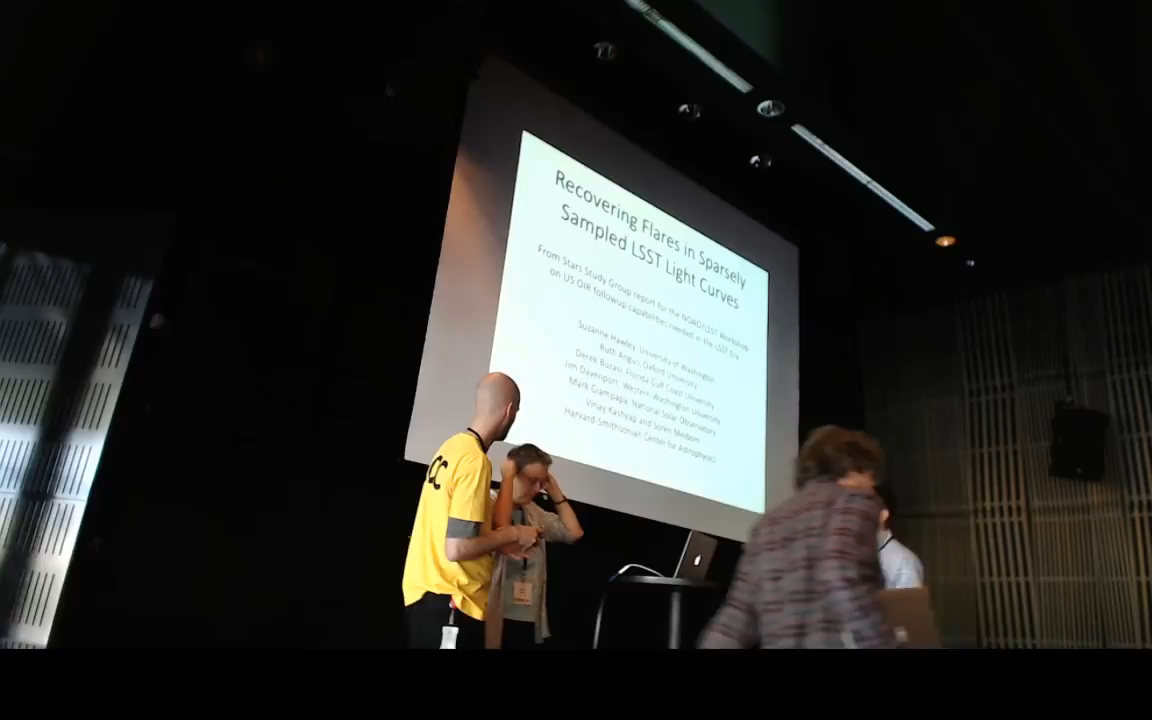 Recovering Flares in Sparsely
Sampled LSST Light Curves
From Stars Study Group report for the NOAO/LSST Workshop
on US OIR followup capabilities needed in the LSST Era
Suzanne Hawley, University of Washington
Ruth Angus, Oxford University
Derek Buzasi, Florida Gulf Coast University
Jim Davenport, Western Washington University
Mark Giampapa, National Solar Observatory
Vinay Kashyap and Soren Meibom,
Harvard-Smithsonian Center for Astrophysics